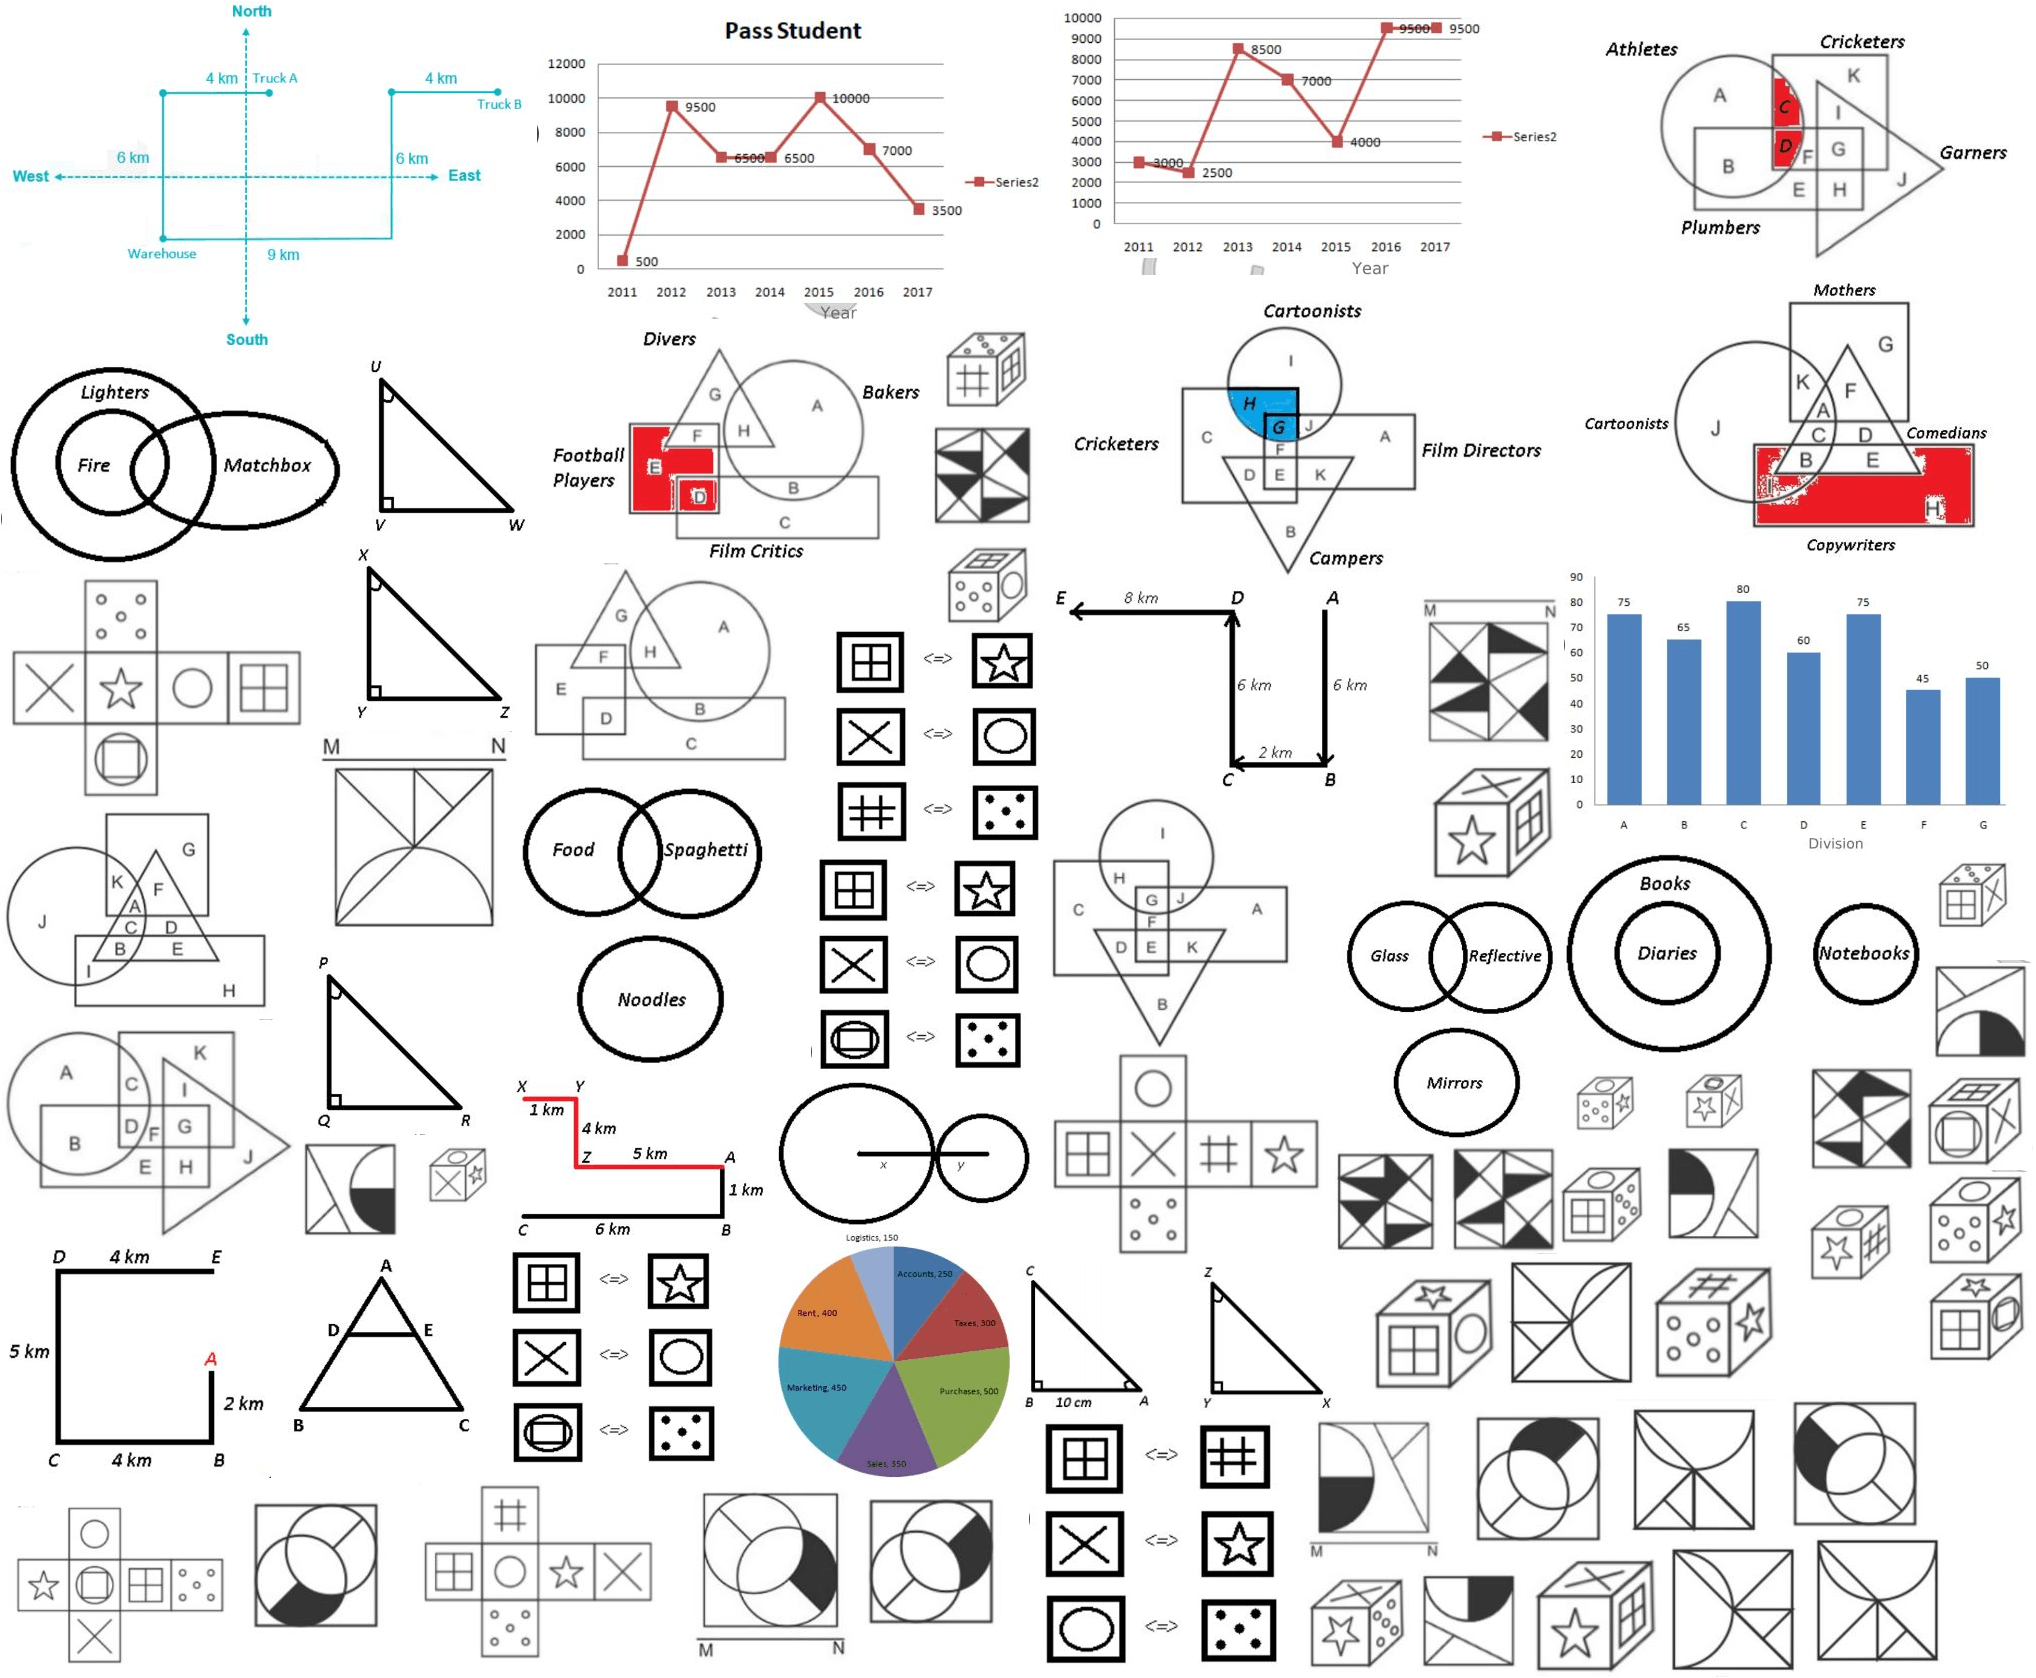 North
4 km Truck A
4 km
Truck B
6 km
6 km
West
East
Warehouse
9 km
South
Pass Student
12000
10000
8000
6000
4000
2000
0
500
9500
6500
6500
10000
7000
3500
Series2
2011 2012 2013 2014 2015 2016 2017
Year
10000
9000
8000
7000
6000
5000
4000
3000
2000
1000
0
3000
2500
8500
7000
4000
9500
9500
Series2
2011 2012 2013 2014 2015 2016 2017
Year
Athletes
Cricketers
K
A
C
I
D
F
G
B
Garners
E
H
J
Plumbers
Lighters
Fire
Matchbox
U
V
W
Divers
G
A
Bakers
F
H
Football
Players
E
D
B
C
Film Critics
Cartoonists
I
H
G
J
Cricketers
C
A
F
Film Directors
D
E
K
B
Campers
Mothers
G
K
F
A
Cartoonists
J
C
D
Comedians
B
E
I
H
Copywriters
X
Y
Z
G
A
F
H
E
D
B
C
E
8 km
D
A
6 km
6 km
2 km
C
B
M
N
90
80
70
60
50
40
30
20
10
0
75
65
80
60
75
45
50
A B C D E F G
Division
M
N
G
K
F
A
J
C
D
B
E
I
H
Food
Spaghetti
Noodles
I
H
G
J
C
A
F
D
E
K
B
Glass
Reflective
Mirrors
Books
Diaries
Notebooks
P
Q
R
K
A
C
I
D
F
G
B
E
H
J
X
Y
1 km
4 km
Z
5 km
A
1 km
C
6 km
B
x
y
D
4 km
E
5 km
A
2 km
C
4 km
B
A
D
E
B
C
Logistics, 150
Accounts, 250
Rent, 400
Taxes, 300
Marketing, 450
Purchases, 500
Sales, 350
C
B
10 cm
A
Z
Y
X
M
N
M
N